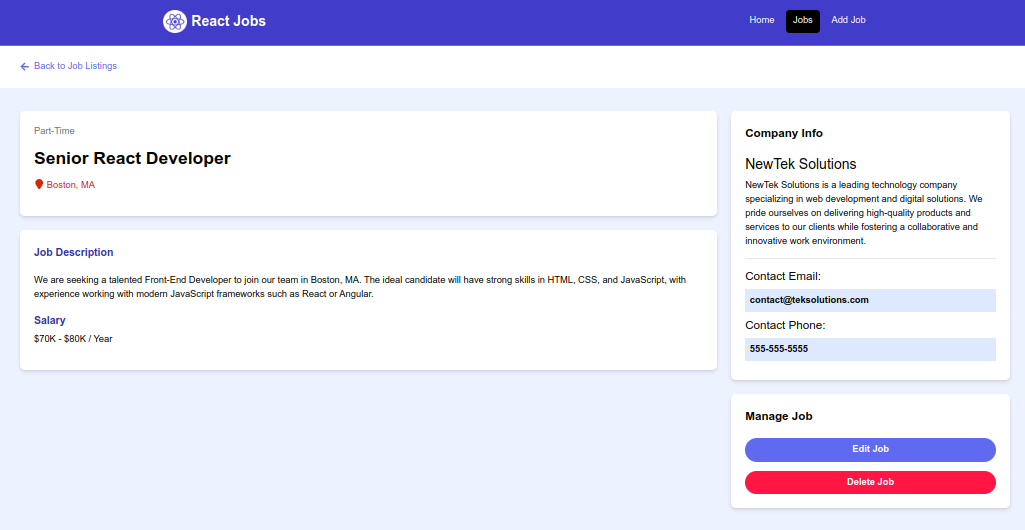 React Jobs
Home
Jobs
Add Job
Back to Job Listings
Part-Time
Senior React Developer
Boston, MA
Job Description
We are seeking a talented Front-End Developer to join our team in Boston, MA. The ideal candidate will have strong skills in HTML, CSS, and JavaScript, with
experience working with modern JavaScript frameworks such as React or Angular.
Salary
$70K - $80K / Year
Company Info
NewTek Solutions
NewTek Solutions is a leading technology company
specializing in web development and digital solutions. We
pride ourselves on delivering high-quality products and
services to our clients while fostering a collaborative and
innovative work environment.
Contact Email:
contact@teksolutions.com
Contact Phone:
555-555-5555
Manage Job
Edit Job
Delete Job